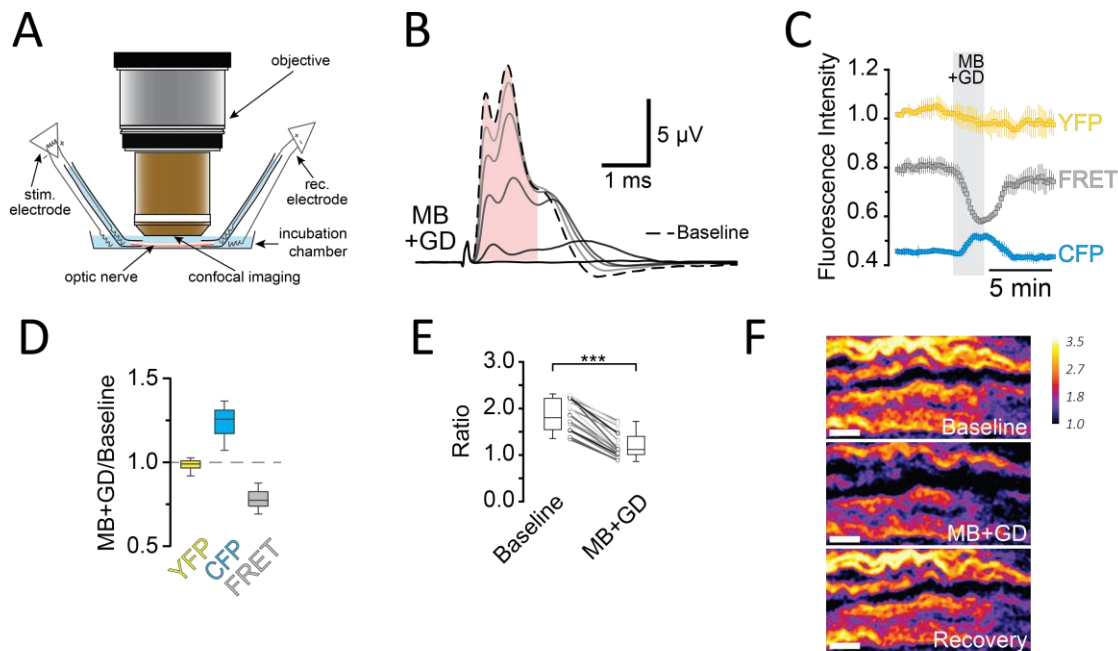 A
objective
stim.
electrode
rec.
electrode
incubation
chamber
optic nerve
confocal imaging
B
5 µV
1 ms
MB
+GD
Baseline
C
Fluorescence Intensity
1.2
1.0
0.8
0.6
0.4
MB
+GD
YFP
FRET
CFP
5 min
D
MB+GD/Baseline
1.5
1.0
0.5
YFP
CFP
FRET
E
Ratio
3.0
2.0
1.0
0.0
***
Baseline
MB+GD
F
3.5
2.7
1.8
1.0
Baseline
MB+GD
Recovery